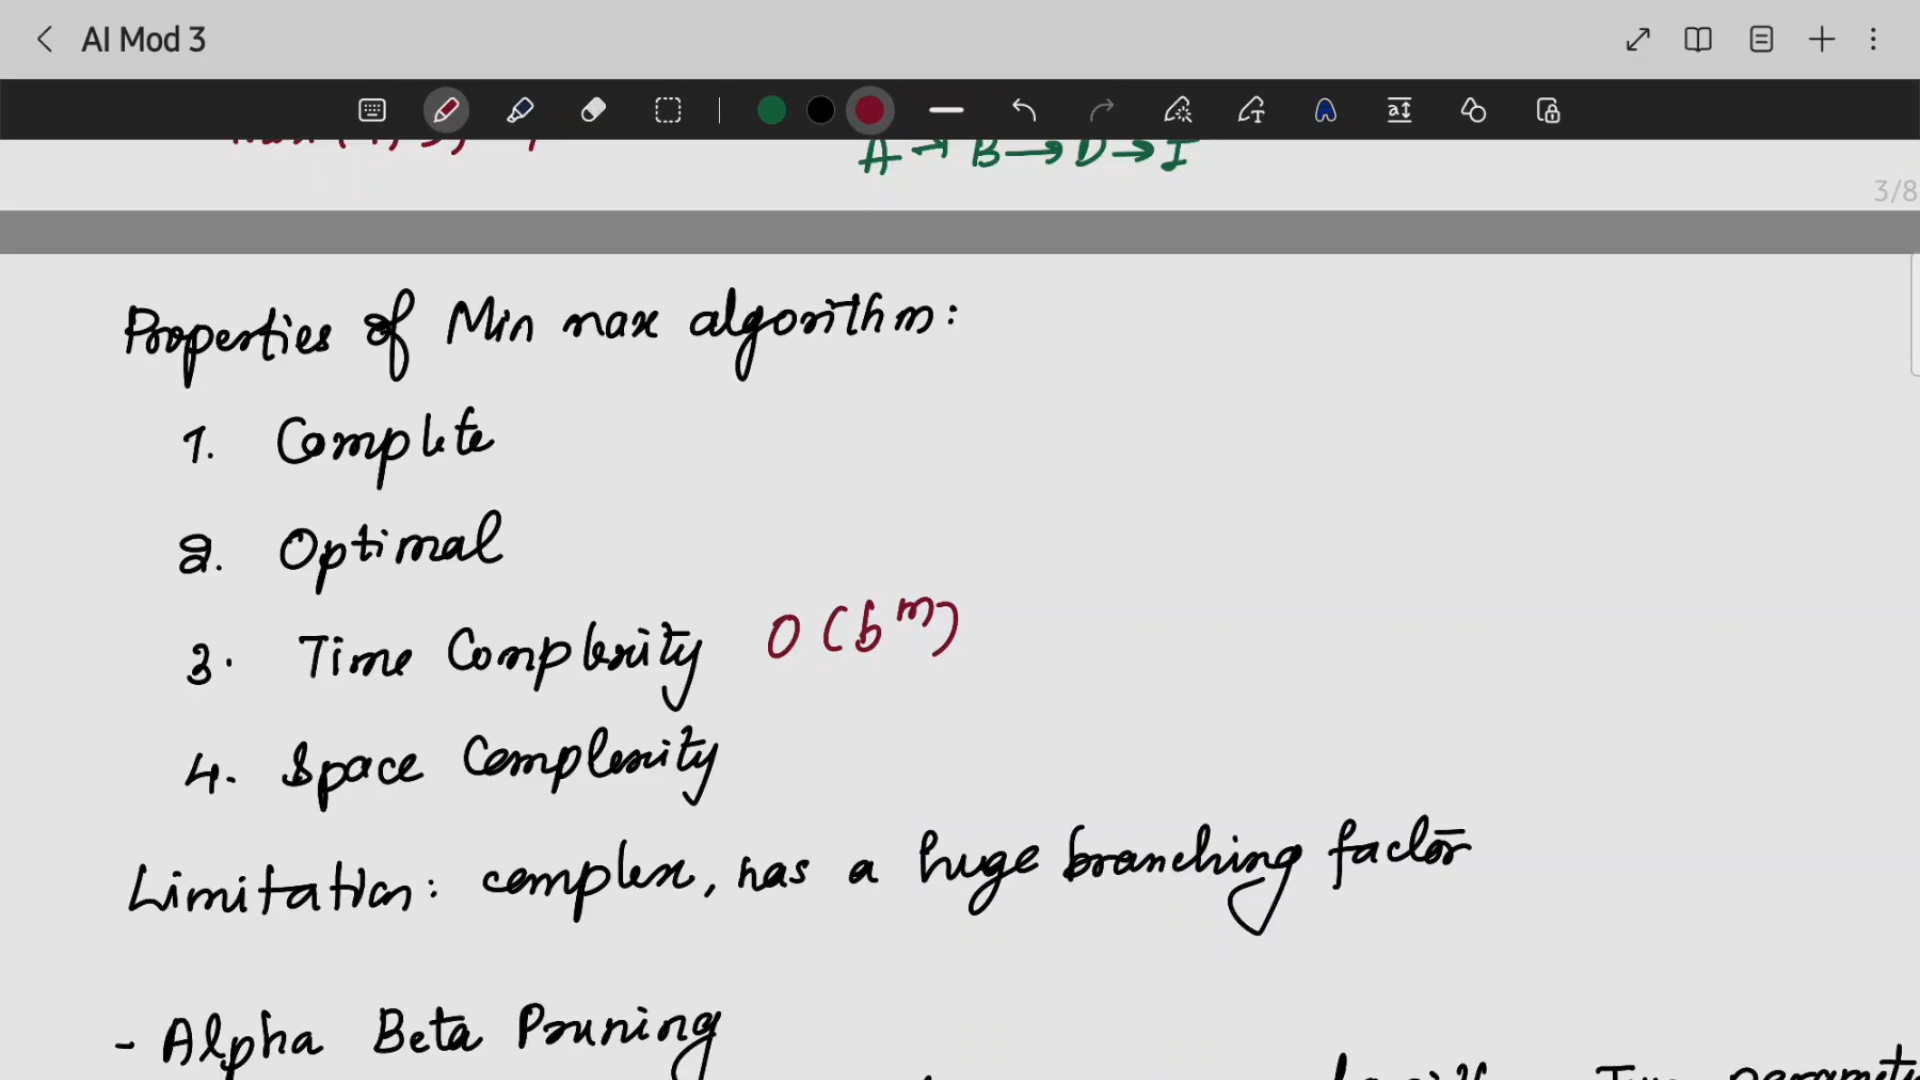 AI Mod 3
A → B → D → I
3/8
Properties of Min max algorithm:
1. Complete
2. Optimal
3. Time Complexity O(b^m)
4. Space Complexity
Limitation: complex, has a huge branching factor
- Alpha Beta Pruning